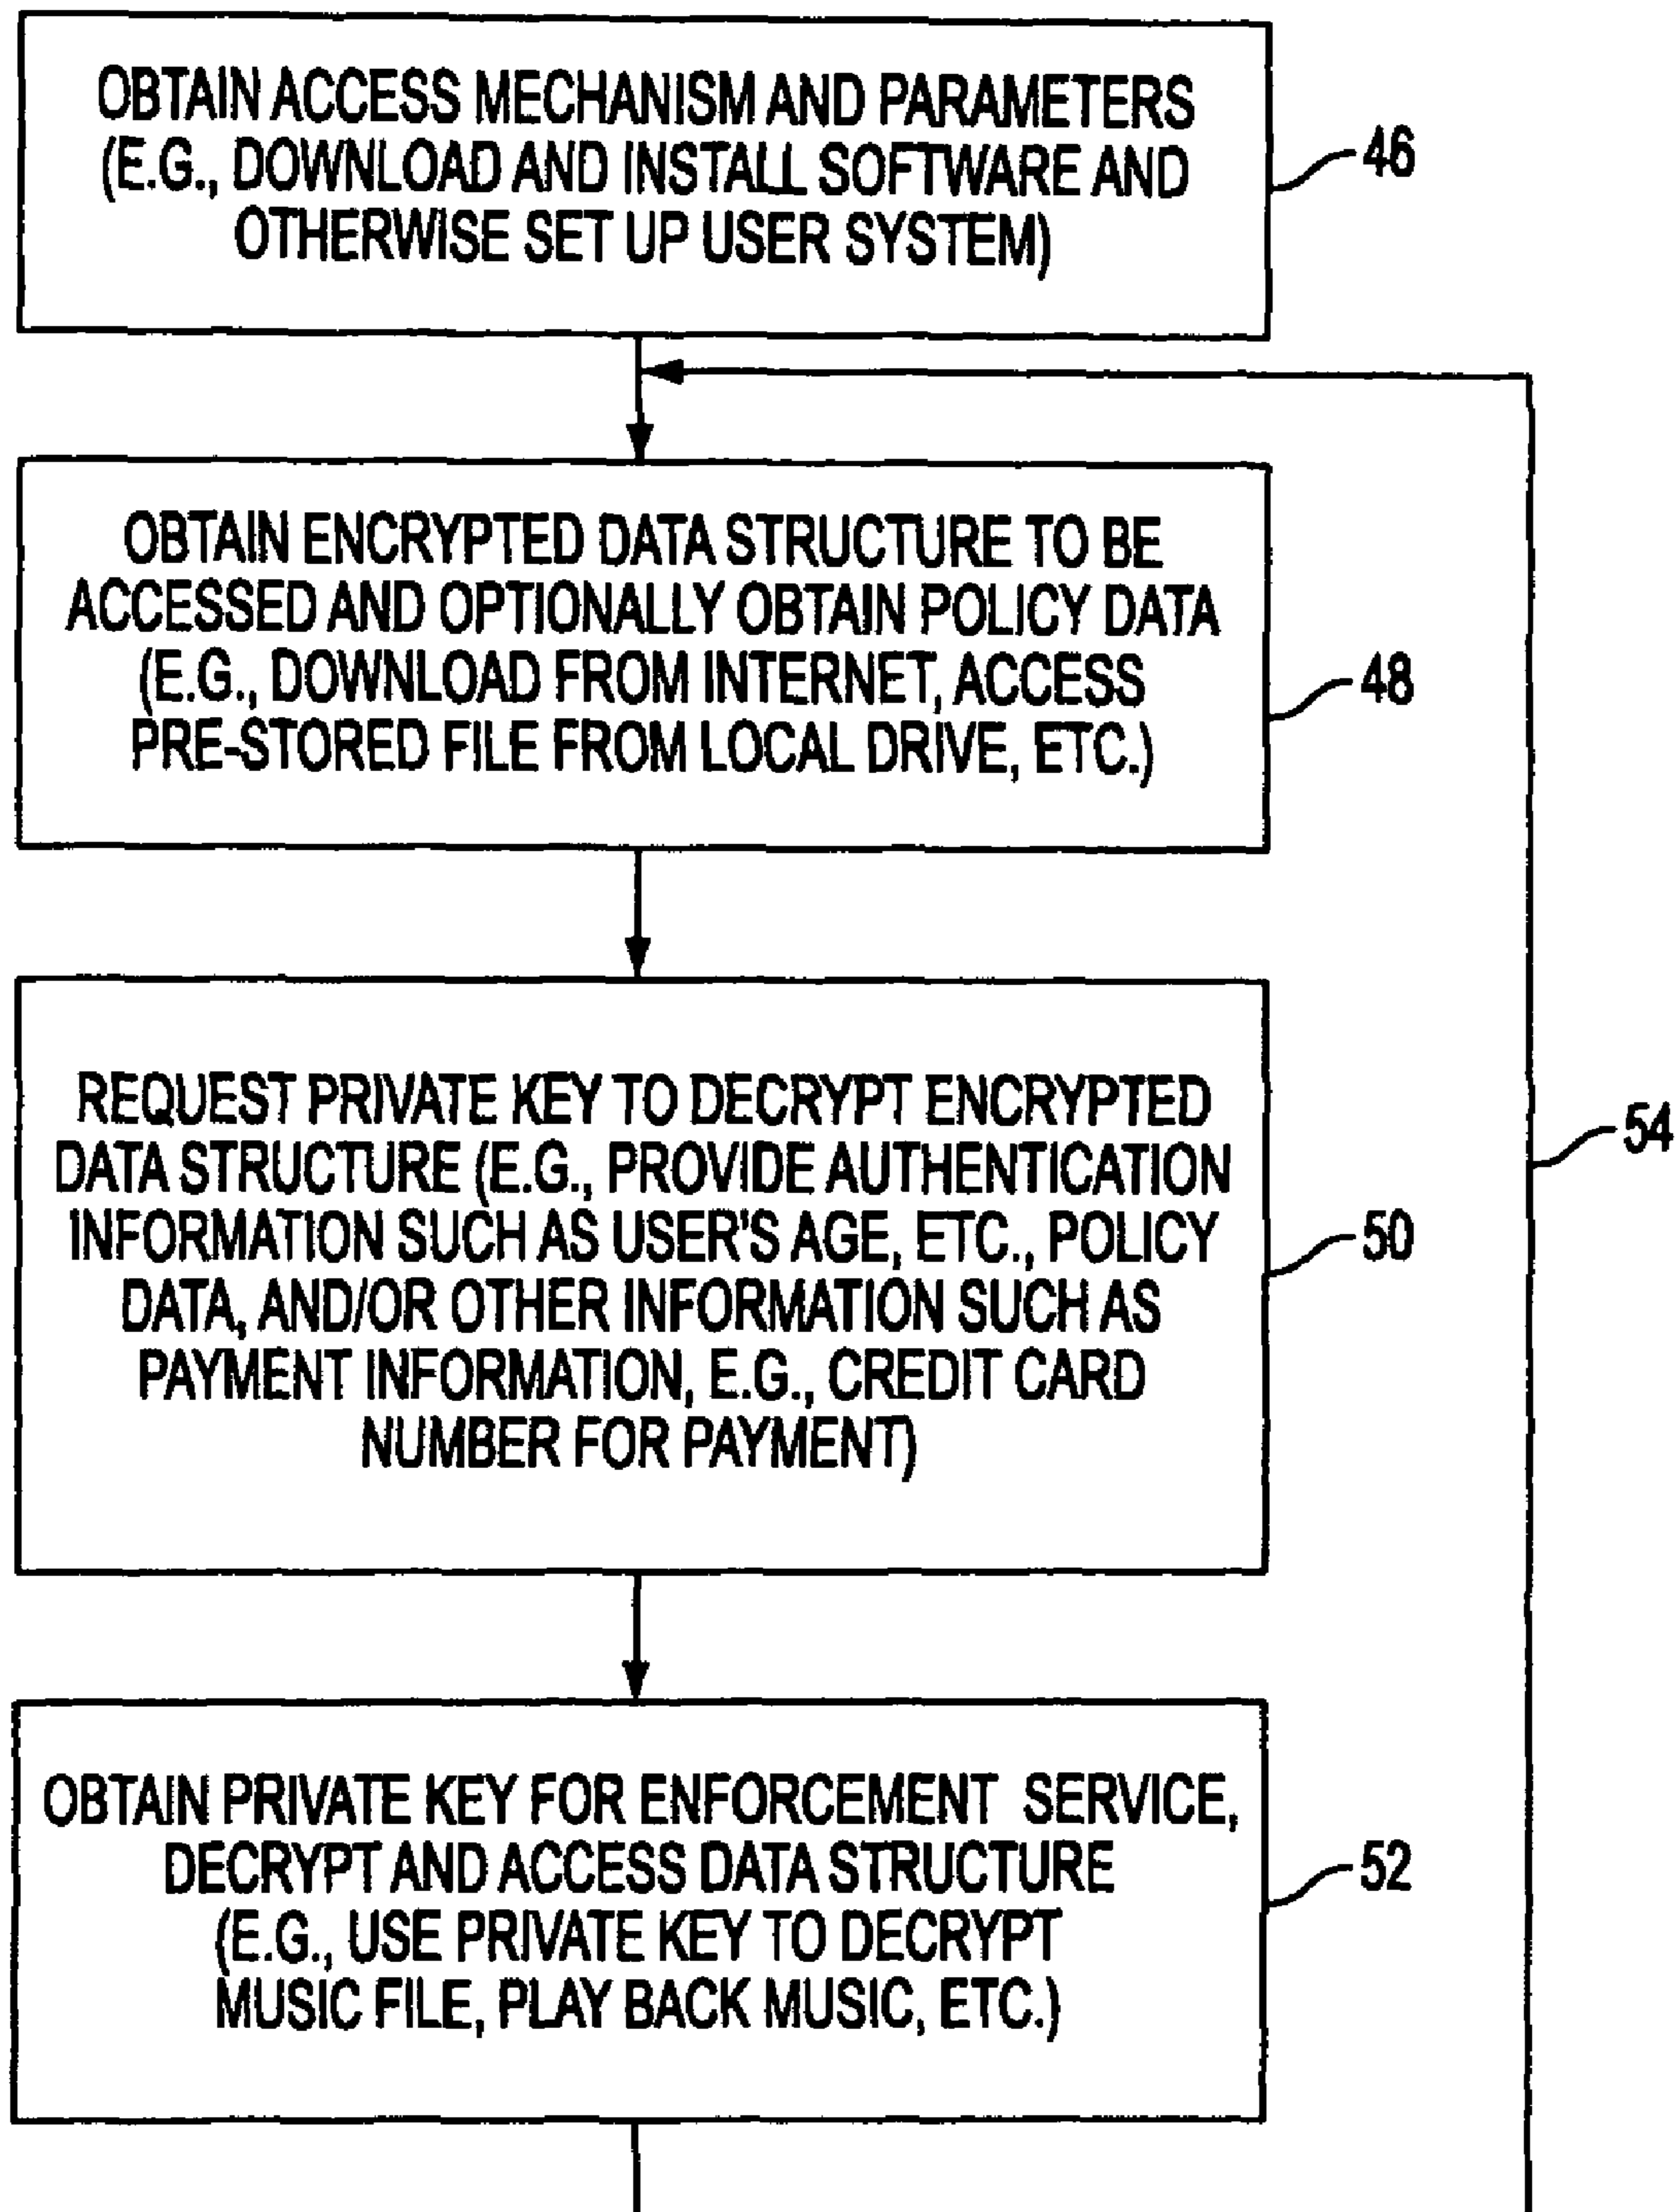 OBTAIN ACCESS MECHANISM AND PARAMETERS
(E.G., DOWNLOAD AND INSTALL SOFTWARE AND
OTHERWISE SET UP USER SYSTEM)
46
OBTAIN ENCRYPTED DATA STRUCTURE TO BE
ACCESSED AND OPTIONALLY OBTAIN POLICY DATA
(E.G., DOWNLOAD FROM INTERNET, ACCESS
PRE-STORED FILE FROM LOCAL DRIVE, ETC.)
48
REQUEST PRIVATE KEY TO DECRYPT ENCRYPTED
DATA STRUCTURE (E.G., PROVIDE AUTHENTICATION
INFORMATION SUCH AS USER'S AGE, ETC., POLICY
DATA, AND/OR OTHER INFORMATION SUCH AS
PAYMENT INFORMATION, E.G., CREDIT CARD
NUMBER FOR PAYMENT)
50
54
OBTAIN PRIVATE KEY FOR ENFORCEMENT SERVICE,
DECRYPT AND ACCESS DATA STRUCTURE
(E.G., USE PRIVATE KEY TO DECRYPT
MUSIC FILE, PLAY BACK MUSIC, ETC.)
52